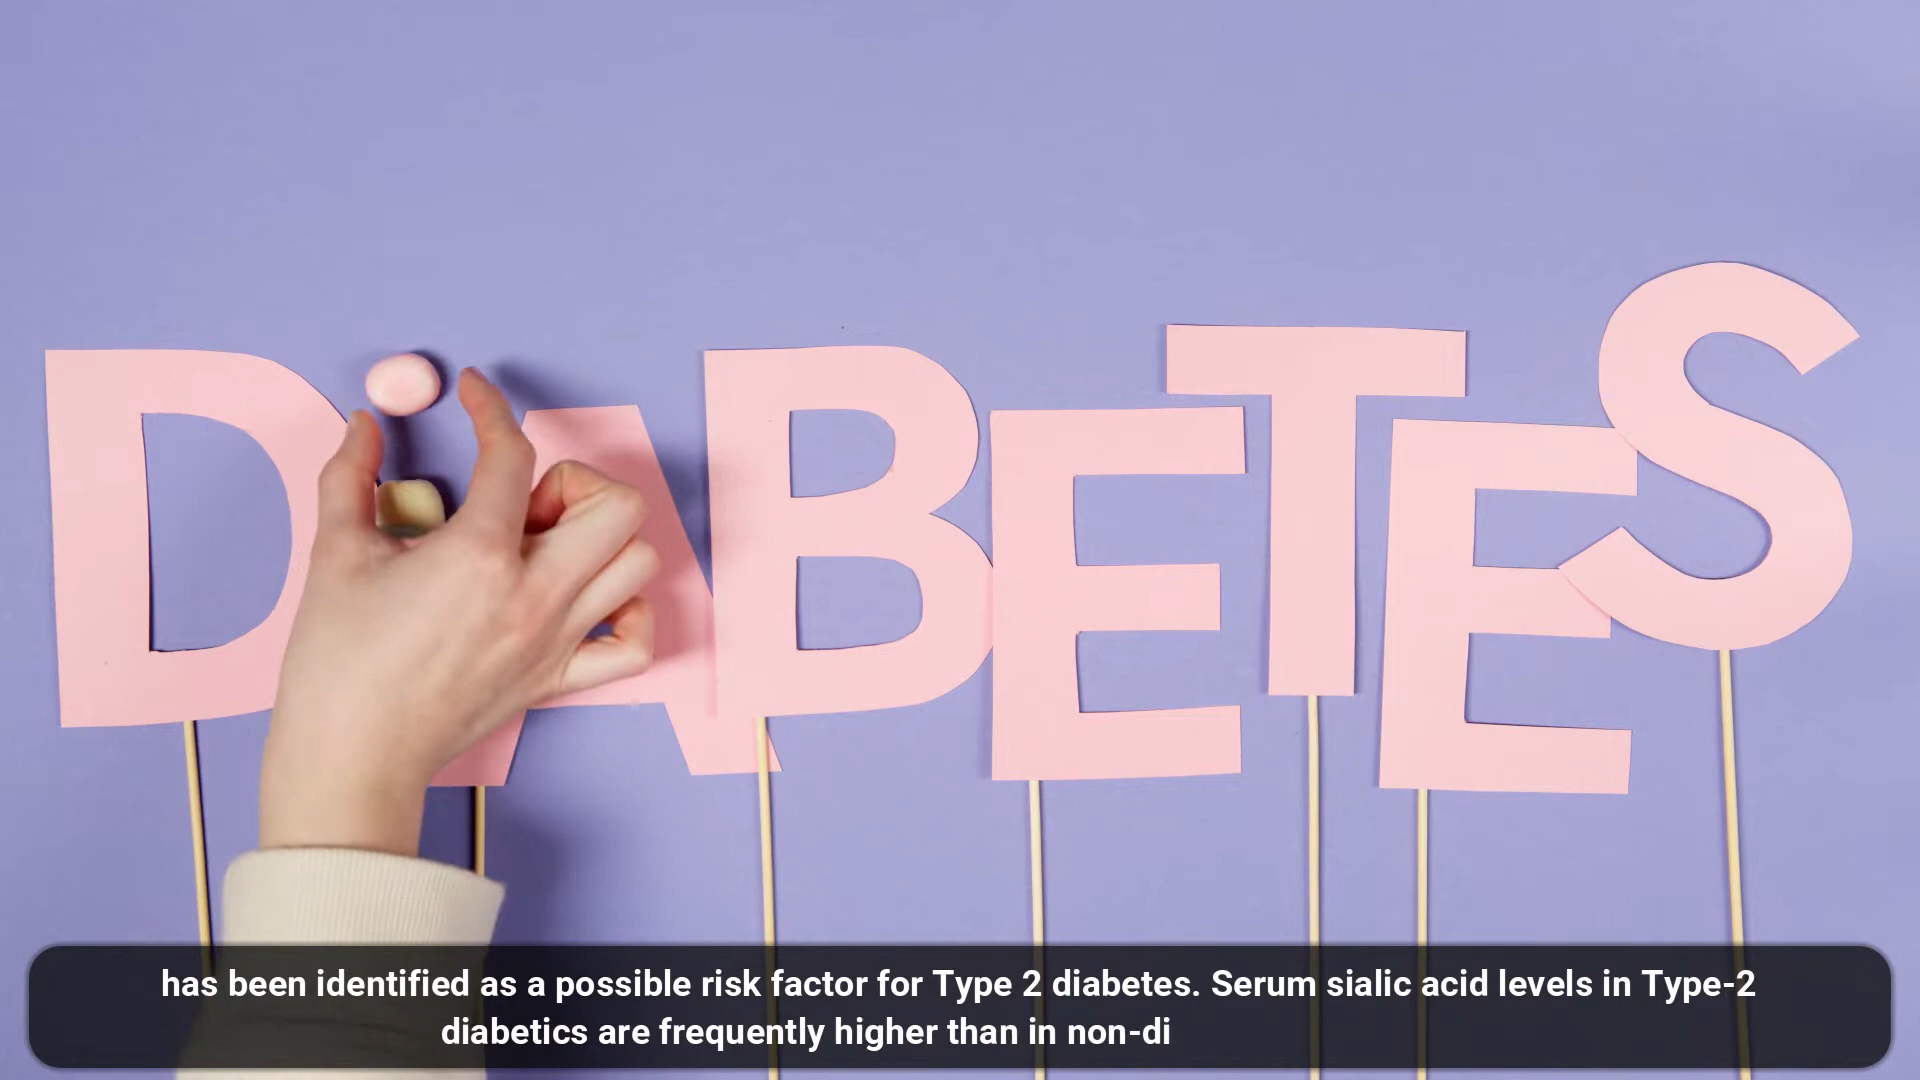 DiABETES
has been identified as a possible risk factor for Type 2 diabetes. Serum sialic acid levels in Type-2
diabetics are frequently higher than in non-di